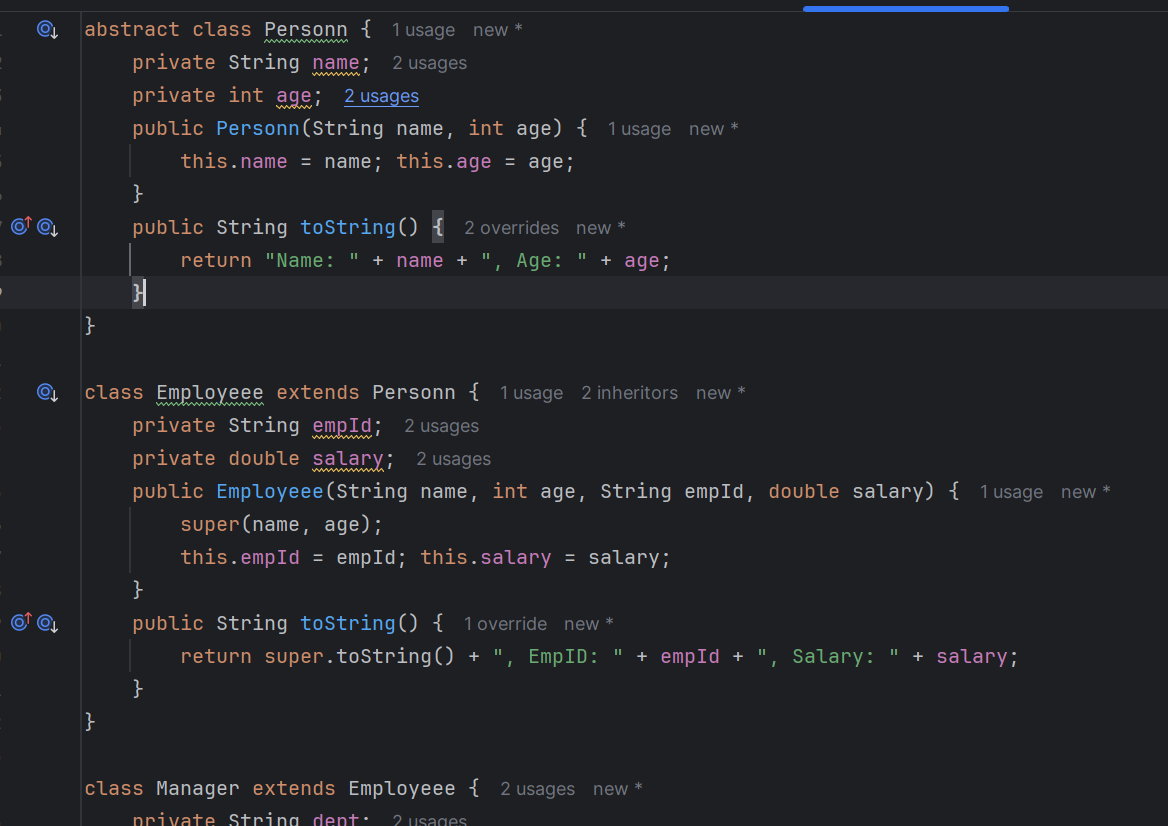 abstract class Personn { 1 usage new *
private String name; 2 usages
private int age; 2 usages
public Personn(String name, int age) { 1 usage new *
this.name = name; this.age = age;
}
public String toString() { 2 overrides new *
return "Name: " + name + ", Age: " + age;
}
}
class Employeee extends Personn { 1 usage 2 inheritors new *
private String empId; 2 usages
private double salary; 2 usages
public Employeee(String name, int age, String empId, double salary) { 1 usage new *
super(name, age);
this.empId = empId; this.salary = salary;
}
public String toString() { 1 override new *
return super.toString() + ", EmpID: " + empId + ", Salary: " + salary;
}
}
class Manager extends Employeee { 2 usages new *
private String dept; 2 usages